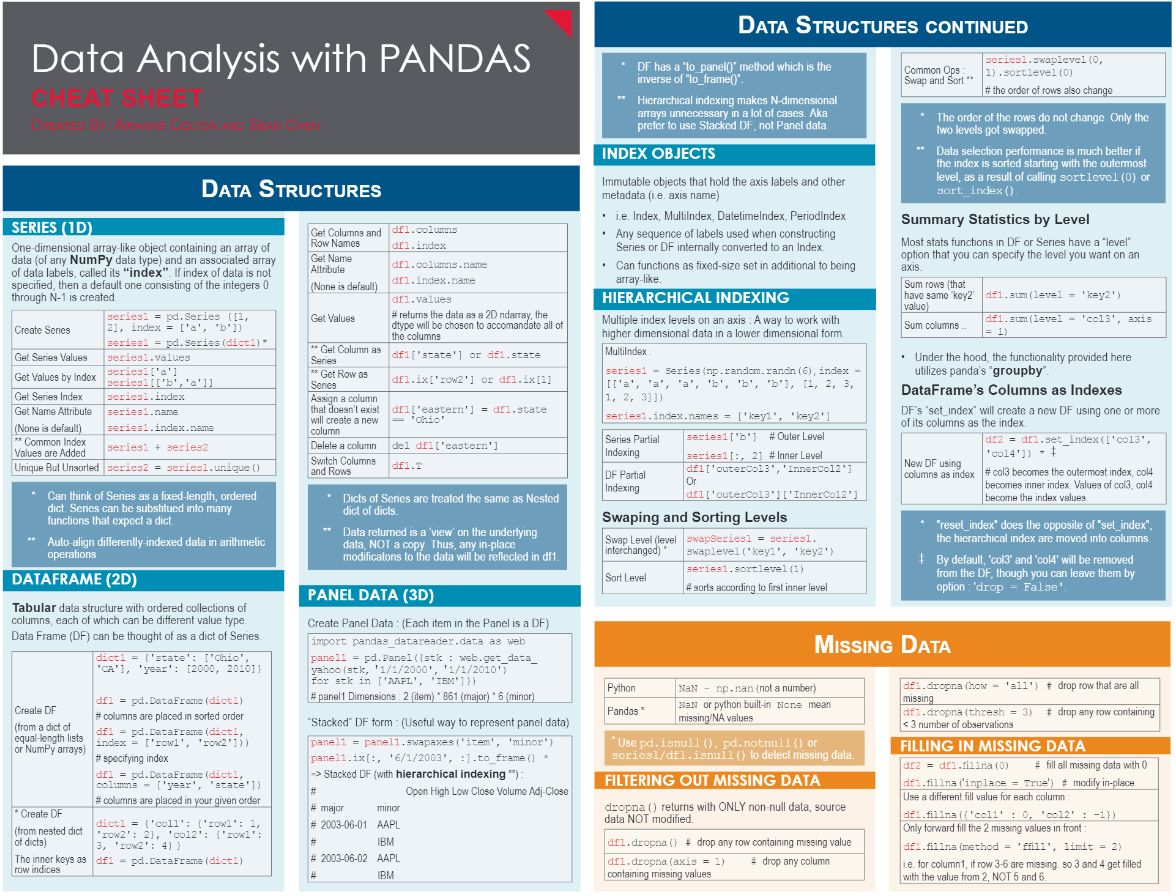 Data Analysis with PANDAS
CHEAT SHEET
CREATED BY: ARIANNE COLTON AND SEAN CHEN
DATA STRUCTURES
SERIES (1D)
One-dimensional array-like object containing an array of
data (of any NumPy data type) and an associated array
of data labels, called its "index". If index of data is not
specified, then a default one consisting of the integers 0
through N-1 is created.
Create Series
series1 = pd.Series ([1,
2], index = ['a', 'b'])
series1 = pd.Series(dict1)*
Get Series Values series1.values
Get Values by Index series1['a']
series1[['b','a']]
Get Series Index series1.index
Get Name Attribute series1.name
(None is default) series1.index.name
** Common Index
Values are Added series1 + series2
Unique But Unsorted series2 = series1.unique()
* Can think of Series as a fixed-length, ordered
dict. Series can be substitued into many
functions that expect a dict.
** Auto-align differently-indexed data in arithmetic
operations
DATAFRAME (2D)
Tabular data structure with ordered collections of
columns, each of which can be different value type.
Data Frame (DF) can be thought of as a dict of Series.
Create DF
(from a dict of
equal-length lists
or NumPy arrays)
dict1 = {'state': ['Ohio',
'CA'], 'year': [2000, 2010]}
df1 = pd.DataFrame(dict1)
# columns are placed in sorted order
df1 = pd.DataFrame(dict1,
index = ['row1', 'row2']))
# specifying index
df1 = pd.DataFrame(dict1,
columns = ['year', 'state'])
# columns are placed in your given order
* Create DF
(from nested dict
of dicts)
The inner keys as
row indices
dict1 = {'col1': {'row1': 1,
'row2': 2}, 'col2': {'row1':
3, 'row2': 4} }
df1 = pd.DataFrame(dict1)
Get Columns and
Row Names
df1.columns
df1.index
Get Name
Attribute
(None is default)
df1.columns.name
df1.index.name
Get Values
df1.values
# returns the data as a 2D ndarray, the
dtype will be chosen to accomandate all of
the columns
** Get Column as
Series
df1['state'] or df1.state
** Get Row as
Series
df1.ix['row2'] or df1.ix[1]
Assign a column
that doesn't exist
will create a new
column
df1['eastern'] = df1.state
== 'Ohio'
Delete a column del df1['eastern']
Switch Columns
and Rows
df1.T
* Dicts of Series are treated the same as Nested
dict of dicts.
** Data returned is a 'view' on the underlying
data, NOT a copy. Thus, any in-place
modificatons to the data will be reflected in df1.
PANEL DATA (3D)
Create Panel Data : (Each item in the Panel is a DF)
import pandas_datareader.data as web
panel1 = pd.Panel({stk : web.get_data_
yahoo(stk, '1/1/2000', '1/1/2010')
for stk in ['AAPL', 'IBM']})
# panel1 Dimensions : 2 (item) * 861 (major) * 6 (minor)
"Stacked" DF form : (Useful way to represent panel data)
panel1 = panel1.swapaxes('item', 'minor')
panel1.ix[:, '6/1/2003', :].to_frame() *
=> Stacked DF (with hierarchical indexing **) :
# Open High Low Close Volume Adj-Close
# major minor
# 2003-06-01 AAPL
# IBM
# 2003-06-02 AAPL
# IBM
DATA STRUCTURES CONTINUED
* DF has a "to_panel()" method which is the
inverse of "to_frame()".
** Hierarchical indexing makes N-dimensional
arrays unnecessary in a lot of cases. Aka
prefer to use Stacked DF, not Panel data.
INDEX OBJECTS
Immutable objects that hold the axis labels and other
metadata (i.e. axis name)
• i.e. Index, MultiIndex, DatetimeIndex, PeriodIndex
• Any sequence of labels used when constructing
Series or DF internally converted to an Index.
• Can functions as fixed-size set in additional to being
array-like.
HIERARCHICAL INDEXING
Multiple index levels on an axis : A way to work with
higher dimensional data in a lower dimensional form.
MultiIndex :
series1 = Series(np.random.randn(6), index =
[['a', 'a', 'a', 'b', 'b', 'b'], [1, 2, 3,
1, 2, 3]])
series1.index.names = ['key1', 'key2']
Series Partial
Indexing
series1['b'] # Outer Level
series1[:, 2] # Inner Level
DF Partial
Indexing
df1['outerCol3','InnerCol2']
Or
df1['outerCol3']['InnerCol2']
Swaping and Sorting Levels
Swap Level (level
interchanged) *
swapSeries1 = series1.
swaplevel('key1', 'key2')
Sort Level
series1.sortlevel(1)
# sorts according to first inner level
Common Ops :
Swap and Sort **
series1.swaplevel(0,
1).sortlevel(0)
# the order of rows also change
* The order of the rows do not change. Only the
two levels got swapped.
** Data selection performance is much better if
the index is sorted starting with the outermost
level, as a result of calling sortlevel(0) or
sort_index().
Summary Statistics by Level
Most stats functions in DF or Series have a "level"
option that you can specify the level you want on an
axis.
Sum rows (that
have same 'key2'
value)
df1.sum(level = 'key2')
Sum columns ..
df1.sum(level = 'col3', axis
= 1)
• Under the hood, the functionality provided here
utilizes panda's "groupby".
DataFrame's Columns as Indexes
DF's "set_index" will create a new DF using one or more
of its columns as the index.
New DF using
columns as index
df2 = df1.set_index(['col3',
'col4']) * ‡
# col3 becomes the outermost index, col4
becomes inner index. Values of col3, col4
become the index values.
* "reset_index" does the opposite of "set_index",
the hierarchical index are moved into columns.
‡ By default, 'col3' and 'col4' will be removed
from the DF, though you can leave them by
option : 'drop = False'.
MISSING DATA
Python NaN - np.nan (not a number)
Pandas *
NaN or python built-in None mean
missing/NA values
* Use pd.isnull(), pd.notnull() or
series1/df1.isnull() to detect missing data.
FILTERING OUT MISSING DATA
dropna() returns with ONLY non-null data, source
data NOT modified.
df1.dropna() # drop any row containing missing value
df1.dropna(axis = 1) # drop any column
containing missing values
df1.dropna(how = 'all') # drop row that are all
missing
df1.dropna(thresh = 3) # drop any row containing
< 3 number of observations
FILLING IN MISSING DATA
df2 = df1.fillna(0) # fill all missing data with 0
df1.fillna('inplace = True') # modify in-place
Use a different fill value for each column :
df1.fillna({'col1' : 0, 'col2' : -1})
Only forward fill the 2 missing values in front :
df1.fillna(method = 'ffill', limit = 2)
i.e. for column1, if row 3-6 are missing. so 3 and 4 get filled
with the value from 2, NOT 5 and 6.